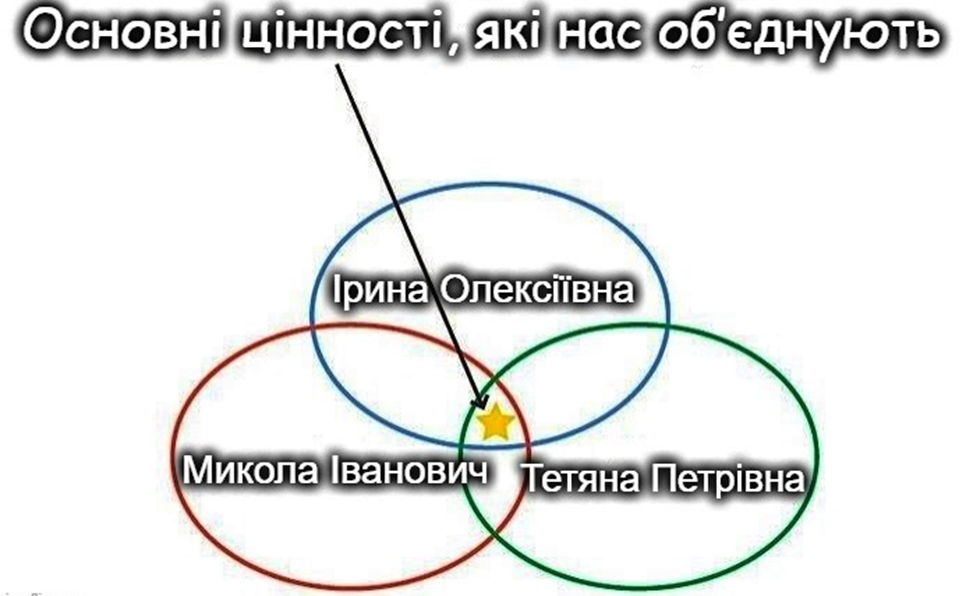 Основні цінності, які нас об'єднують
Ірина Олексіївна
Микола Іванович
Тетяна Петрівна